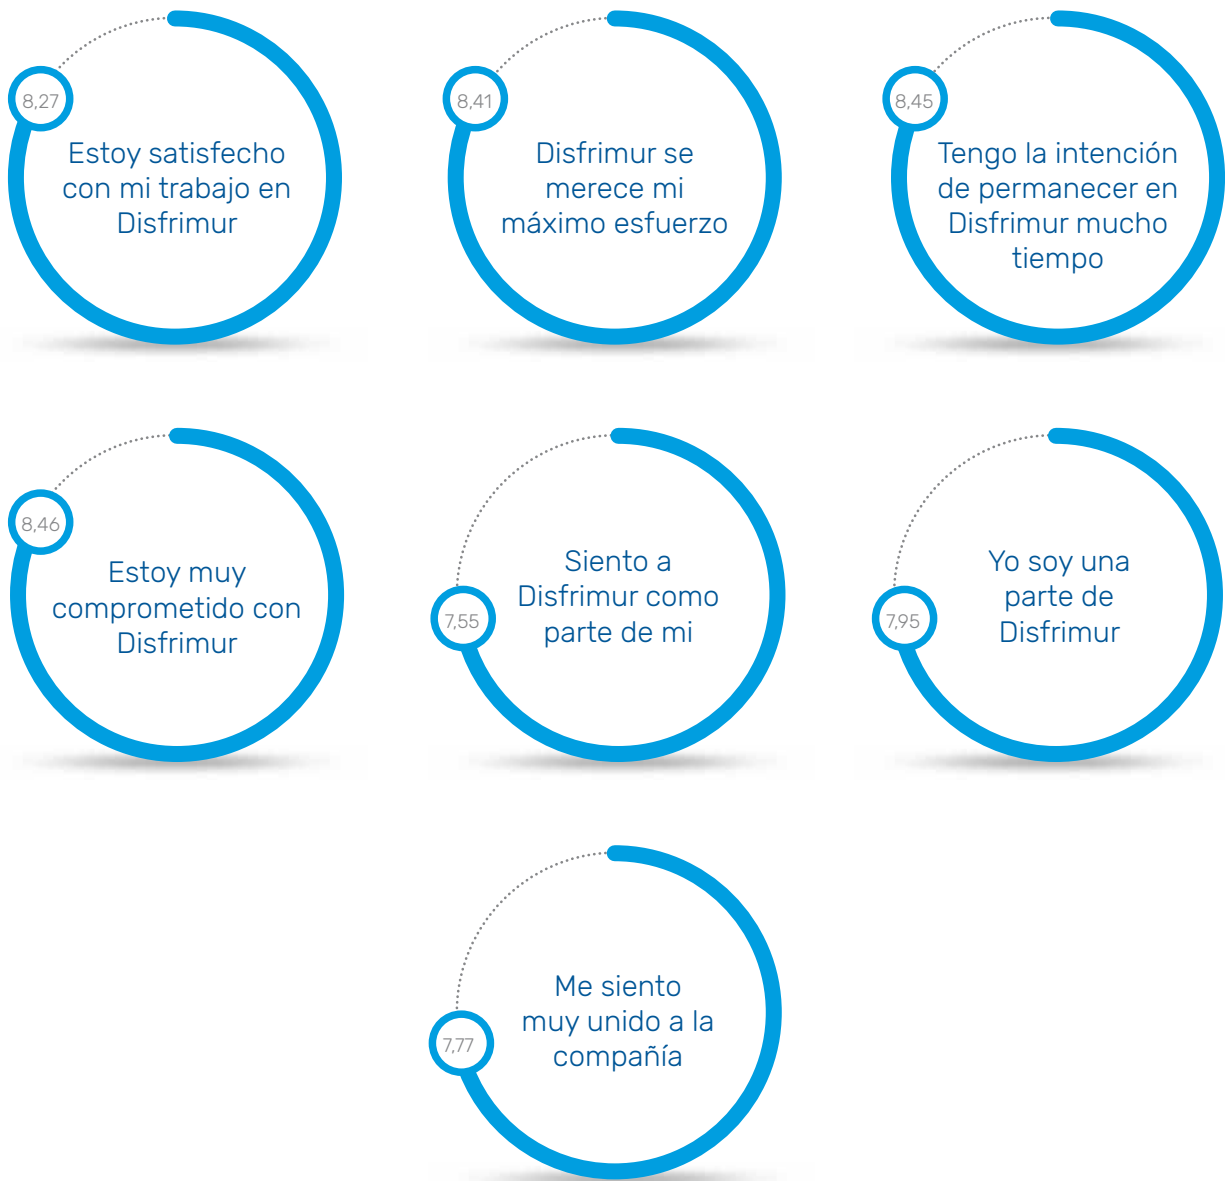 8,27
Estoy satisfecho
con mi trabajo en
Disfrimur
8,41
Disfrimur se
merece mi
máximo esfuerzo
8,45
Tengo la intención
de permanecer en
Disfrimur mucho
tiempo
8,46
Estoy muy
comprometido con
Disfrimur
7,55
Siento a
Disfrimur como
parte de mi
7,95
Yo soy una
parte de
Disfrimur
7,77
Me siento
muy unido a la
compañía